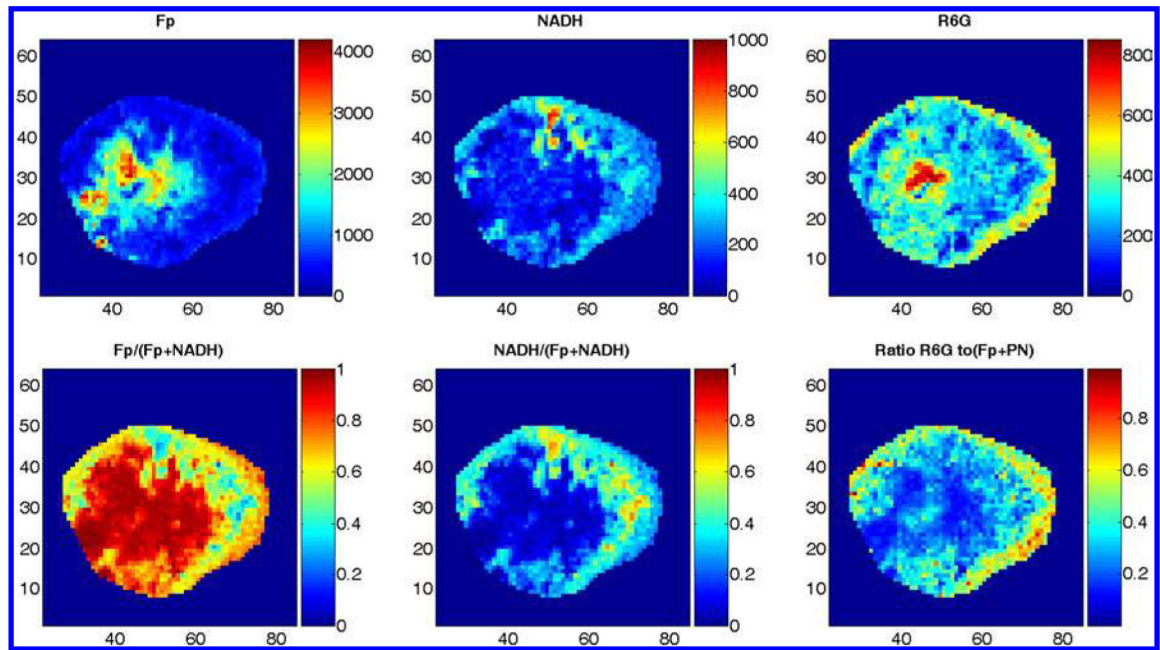 Fp NADH R6G
60 4000 60 1000 60 800
50 50 800 50
40 3000 40 40 600
30 2000 30 600 30 400
20 20 400 20
10 1000 10 200 10 200
0 0 0
40 60 80 40 60 80 40 60 80
Fp/(Fp+NADH) NADH/(Fp+NADH) Ratio R6G to(Fp+PN)
60 1 60 1 60
50 0.8 50 0.8 50 0.8
40 0.6 40 0.6 40 0.6
30 30 30
20 0.4 20 0.4 20 0.4
10 0.2 10 0.2 10 0.2
0 0
40 60 80 40 60 80 40 60 80